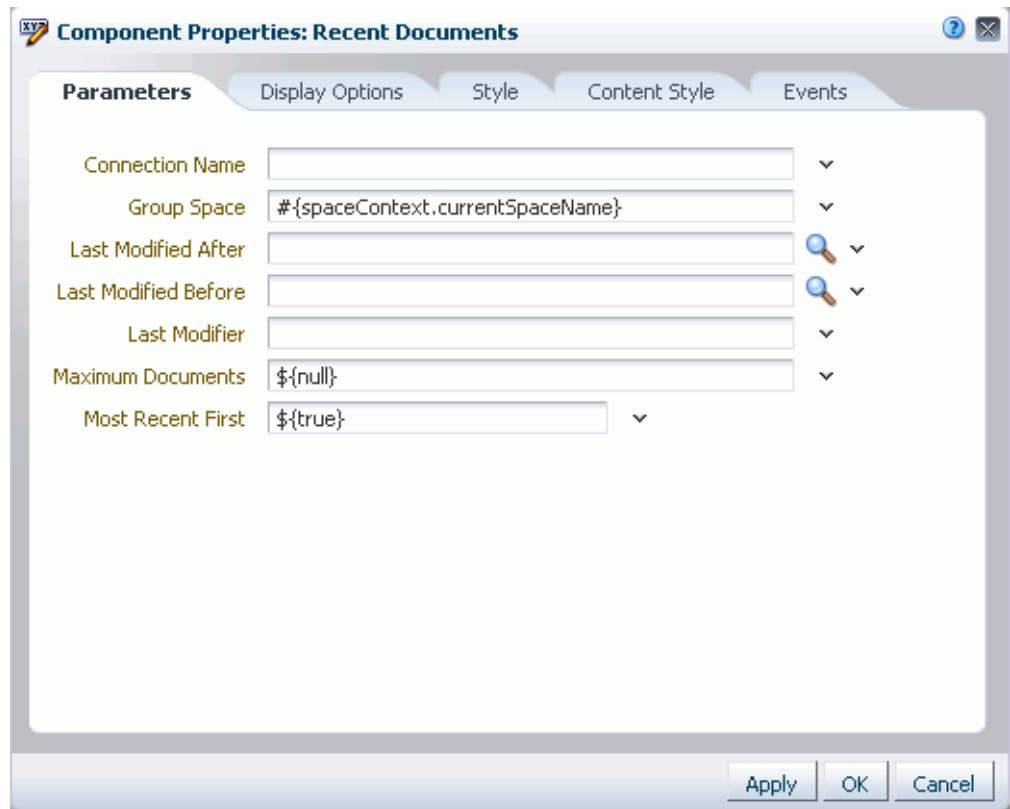 Component Properties: Recent Documents
Parameters Display Options Style Content Style Events
Connection Name
Group Space #{spaceContext.currentSpaceName}
Last Modified After
Last Modified Before
Last Modifier
Maximum Documents ${null}
Most Recent First ${true}
Apply OK Cancel